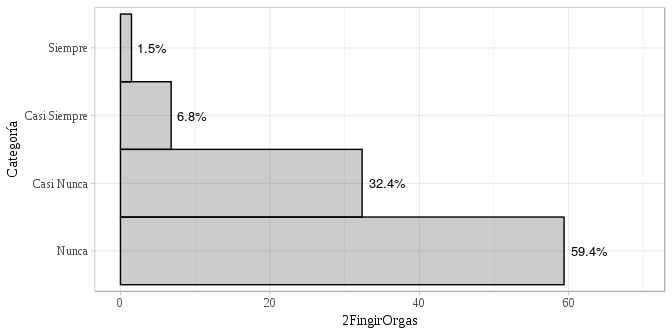 Siempre
1.5%
Casi Siempre
6.8%
Categoría
Casi Nunca
32.4%
Nunca
59.4%
0 20 40 60
2FingirOrgas